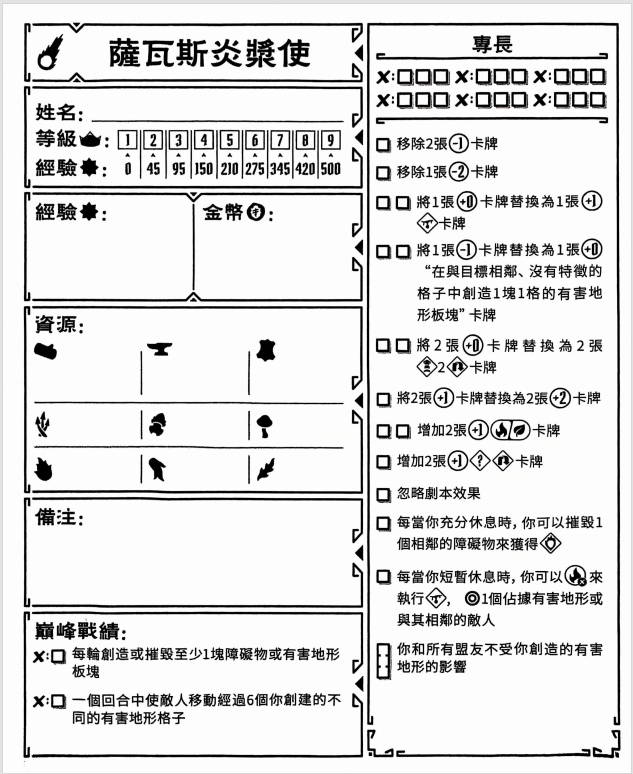 薩瓦斯炎漿使
姓名:
等級: 1 2 3 4 5 6 7 8 9
經驗: 0 45 95 150 210 275 345 420 500
經驗: 金幣:
資源:
備注:
巔峰戰績:
每輪創造或摧毀至少1塊障礙物或有害地形
板塊
一個回合中使敵人移動經過6個你創建的不
同的有害地形格子
專長
移除2張-1卡牌
移除1張-2卡牌
將1張+0卡牌替換為1張+1
卡牌
將1張-1卡牌替換為1張+0
“在與目標相鄰、沒有特徵的
格子中創造1塊1格的有害地
形板塊”卡牌
將2張+0卡牌替換為2張
2卡牌
將2張+1卡牌替換為2張+2卡牌
增加2張+1卡牌
增加2張+1?卡牌
忽略劇本效果
每當你充分休息時,你可以摧毀1
個相鄰的障礙物來獲得
每當你短暫休息時,你可以來
執行,1個佔據有害地形或
與其相鄰的敵人
你和所有盟友不受你創造的有害
地形的影響